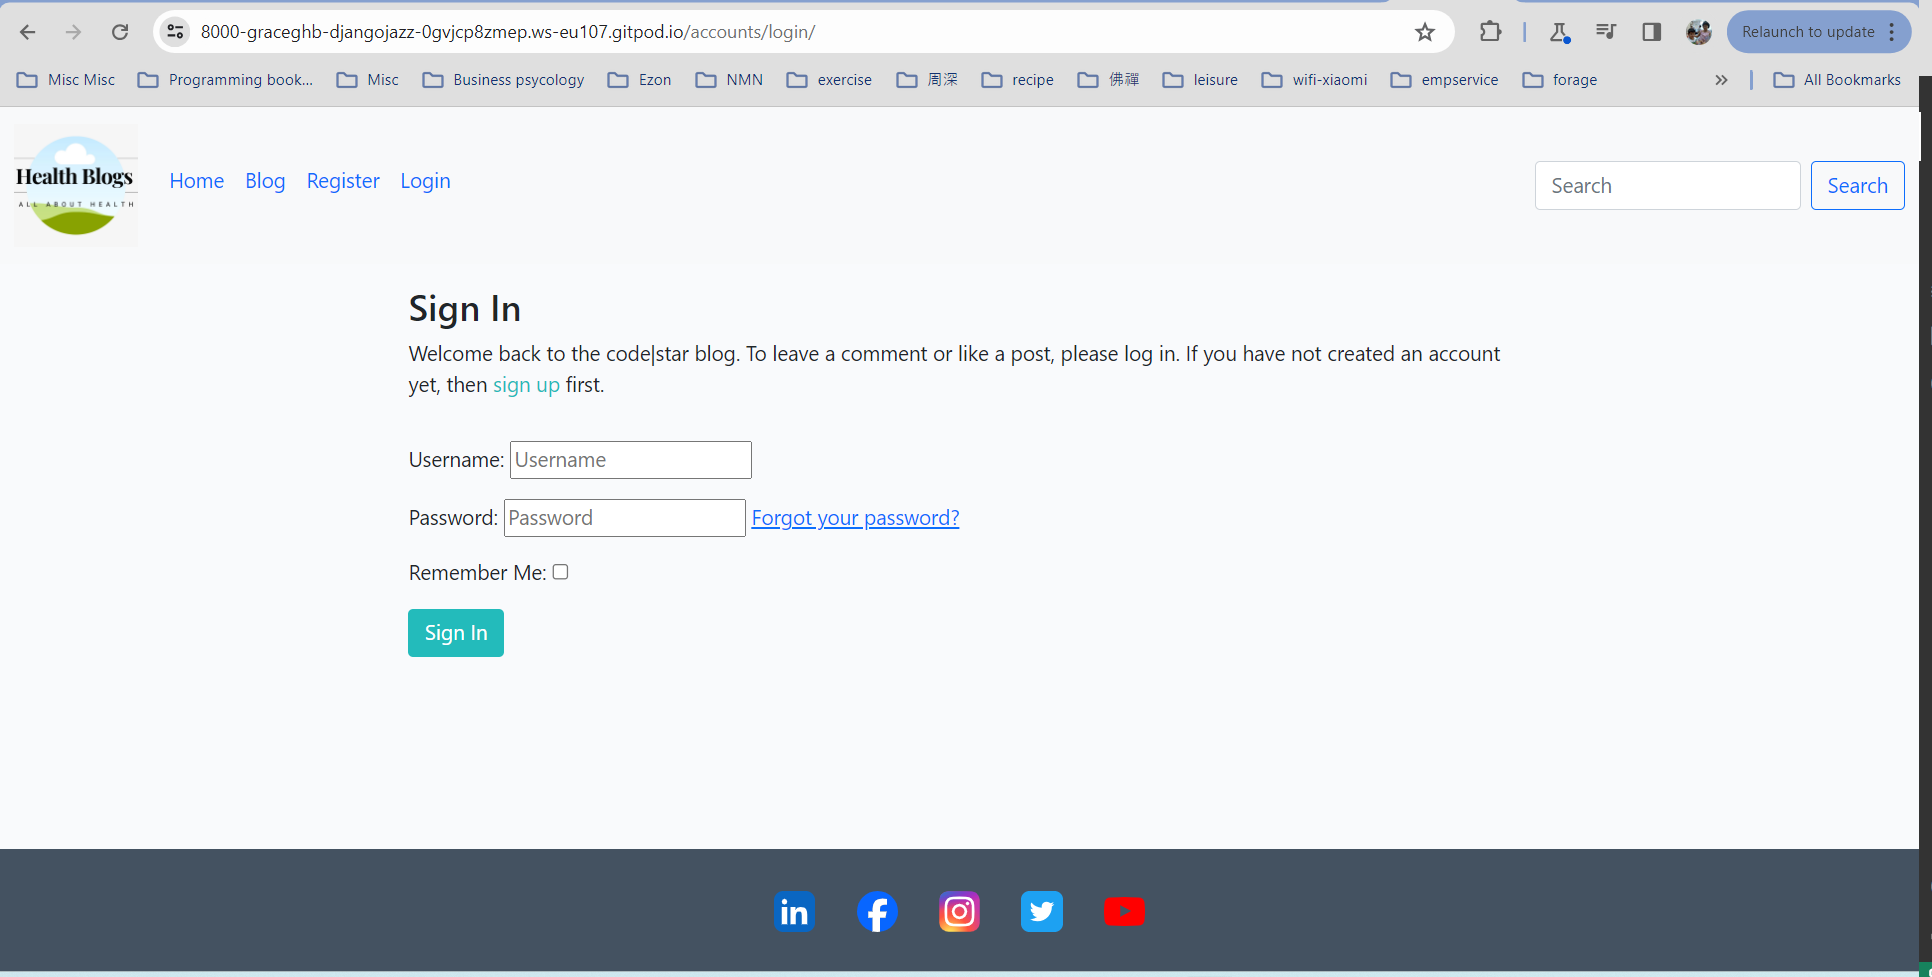 8000-graceghb-djangojazz-0gvjcp8zmep.ws-eu107.gitpod.io/accounts/login/
Relaunch to update
Misc Misc
Programming book...
Misc
Business psycology
Ezon
NMN
exercise
周深
recipe
佛禪
leisure
wifi-xiaomi
empservice
forage
All Bookmarks
Health Blogs
ALL ABOUT HEALTH
Home
Blog
Register
Login
Search
Search
Sign In
Welcome back to the code|star blog. To leave a comment or like a post, please log in. If you have not created an account
yet, then sign up first.
Username: Username
Password: Password Forgot your password?
Remember Me:
Sign In